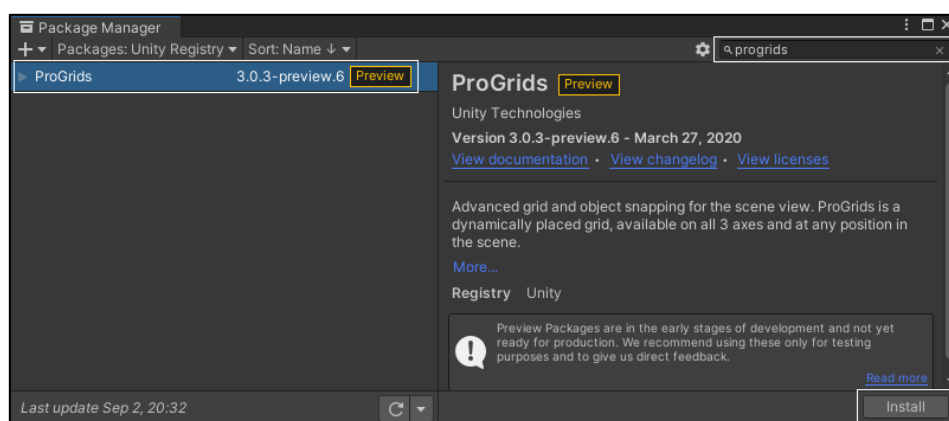 Package Manager
Packages: Unity Registry Sort: Name ↓
progrids
ProGrids 3.0.3-preview.6 Preview
ProGrids Preview
Unity Technologies
Version 3.0.3-preview.6 - March 27, 2020
View documentation • View changelog • View licenses
Advanced grid and object snapping for the scene view. ProGrids is a
dynamically placed grid, available on all 3 axes and at any position in
the scene.
More...
Registry Unity
Preview Packages are in the early stages of development and not yet
ready for production. We recommend using these only for testing
purposes and to give us direct feedback.
Read more
Last update Sep 2, 20:32
Install